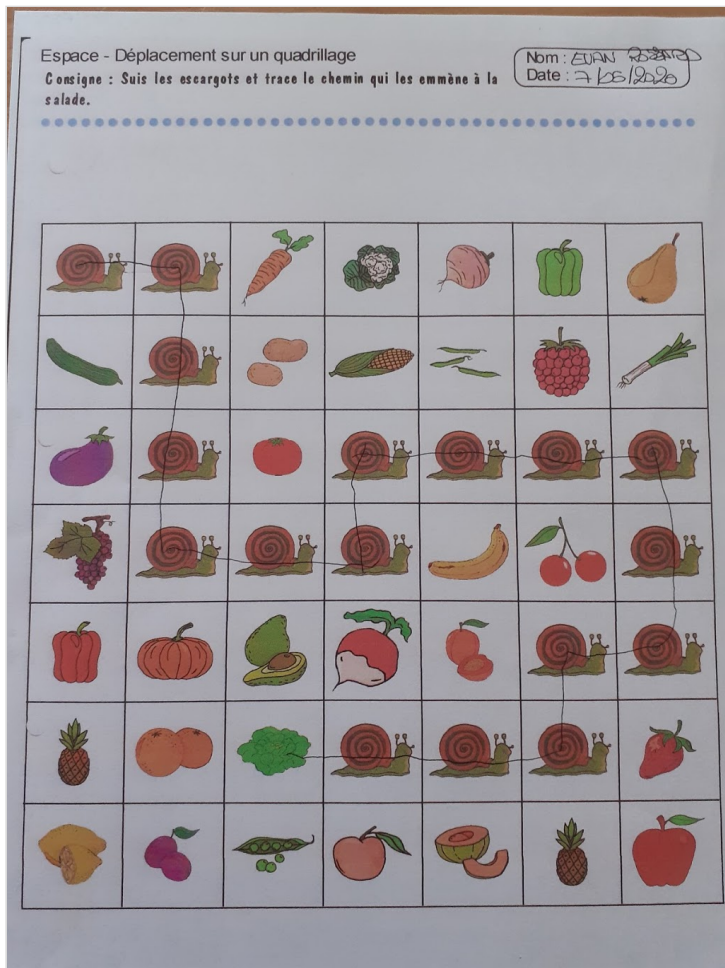 Espace - Déplacement sur un quadrillage
Consigne : Suis les escargots et trace le chemin qui les emmène à la
salade.
Nom : EVAN
Date : 7/05/2020